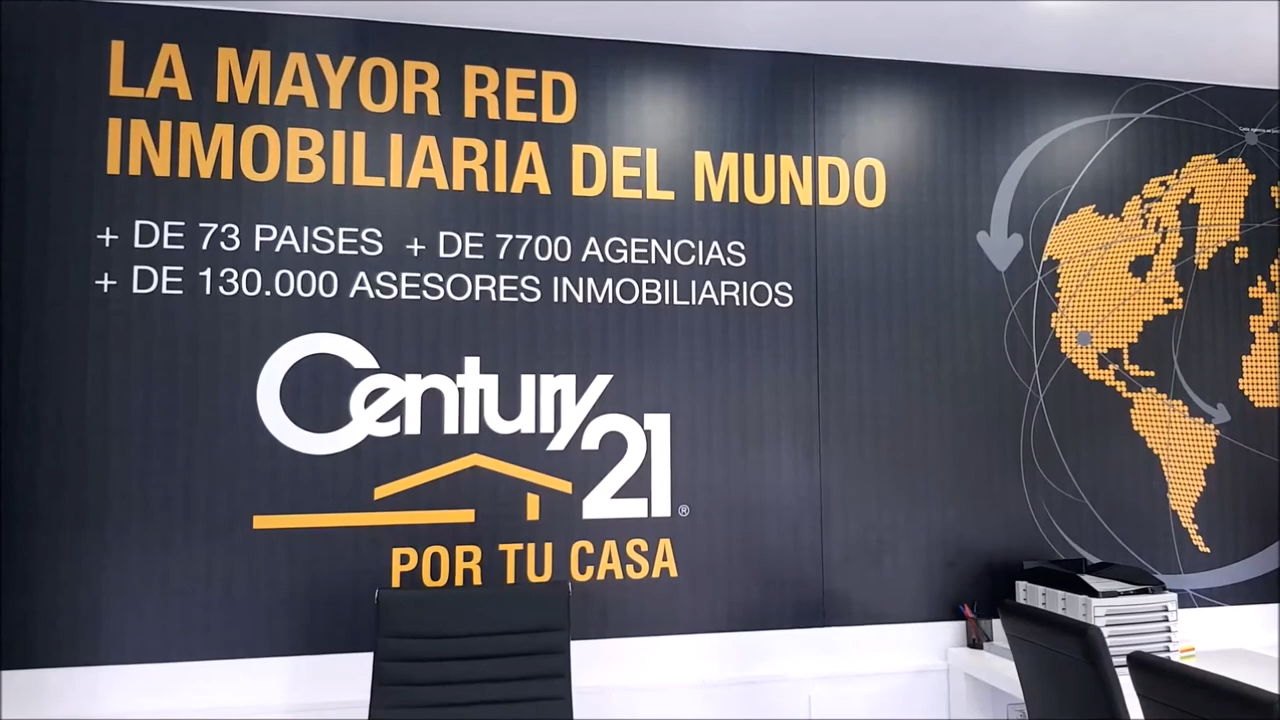 LA MAYOR RED
INMOBILIARIA DEL MUNDO
+ DE 73 PAISES + DE 7700 AGENCIAS
+ DE 130.000 ASESORES INMOBILIARIOS
Century
21®
POR TU CASA